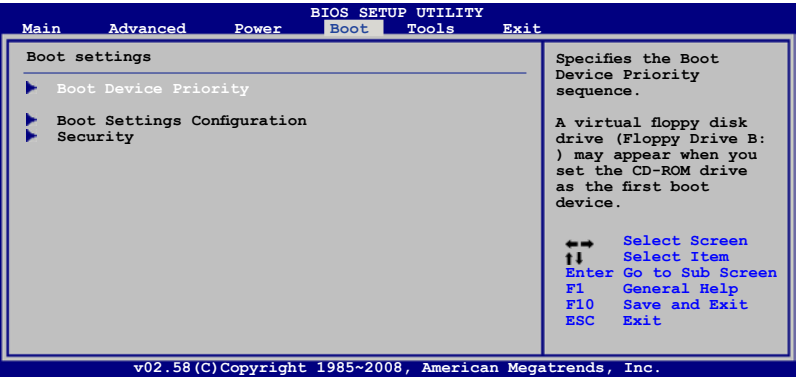 BIOS SETUP UTILITY
Main Advanced Power Boot Tools Exit
Boot settings
Boot Device Priority
Boot Settings Configuration
Security
Specifies the Boot
Device Priority
sequence.
A virtual floppy disk
drive (Floppy Drive B:
) may appear when you
set the CD-ROM drive
as the first boot
device.
Select Screen
Select Item
Enter Go to Sub Screen
F1 General Help
F10 Save and Exit
ESC Exit
v02.58(C)Copyright 1985~2008, American Megatrends, Inc.